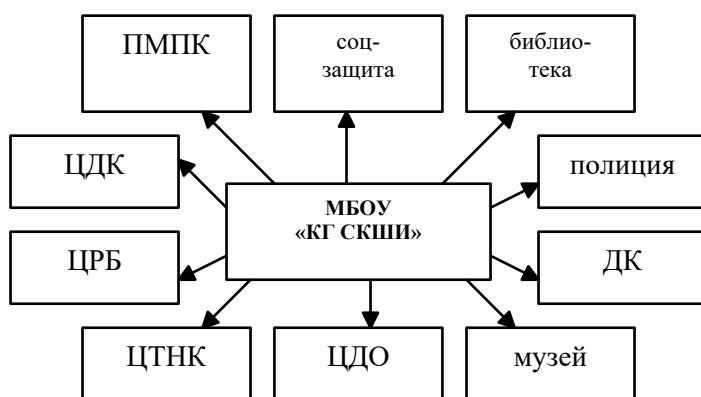 ПМПК
соц-
защита
библио-
тека
ЦДК
полиция
МБОУ
«КГ СКШИ»
ЦРБ
ДК
ЦТНК
ЦДО
музей